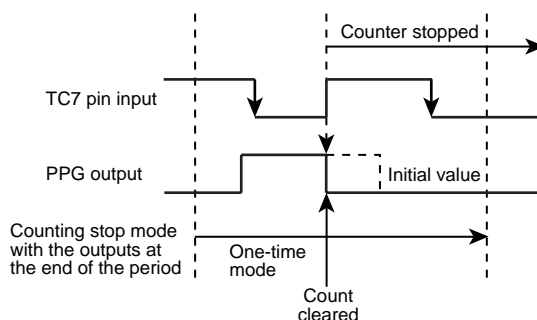 Counter stopped
TC7 pin input
PPG output
Initial value
Counting stop mode
with the outputs at
the end of the period
One-time
mode
Count
cleared